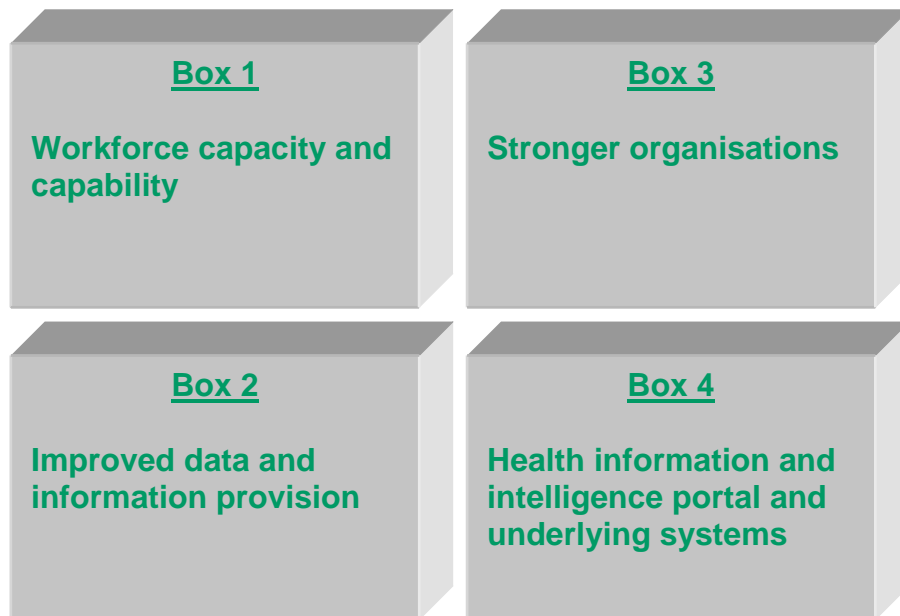 Box 1
Workforce capacity and
capability
Box 3
Stronger organisations
Box 2
Improved data and
information provision
Box 4
Health information and
intelligence portal and
underlying systems